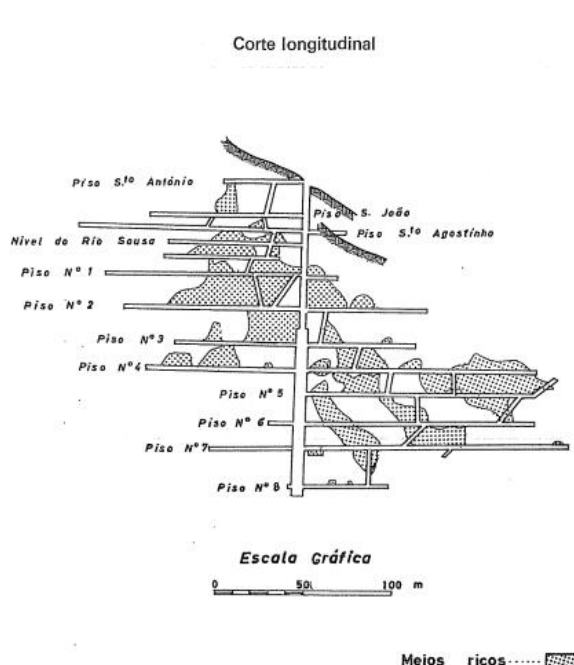 Corte longitudinal
Piso S.to António
Piso S. João
Piso S.to Agostinho
Nivel do Rio Sousa
Piso Nº 1
Piso Nº 2
Piso Nº 3
Piso Nº 4
Piso Nº 5
Piso Nº 6
Piso Nº 7
Piso Nº 8
Escala Gráfica
0 50 100 m
Meios ricos